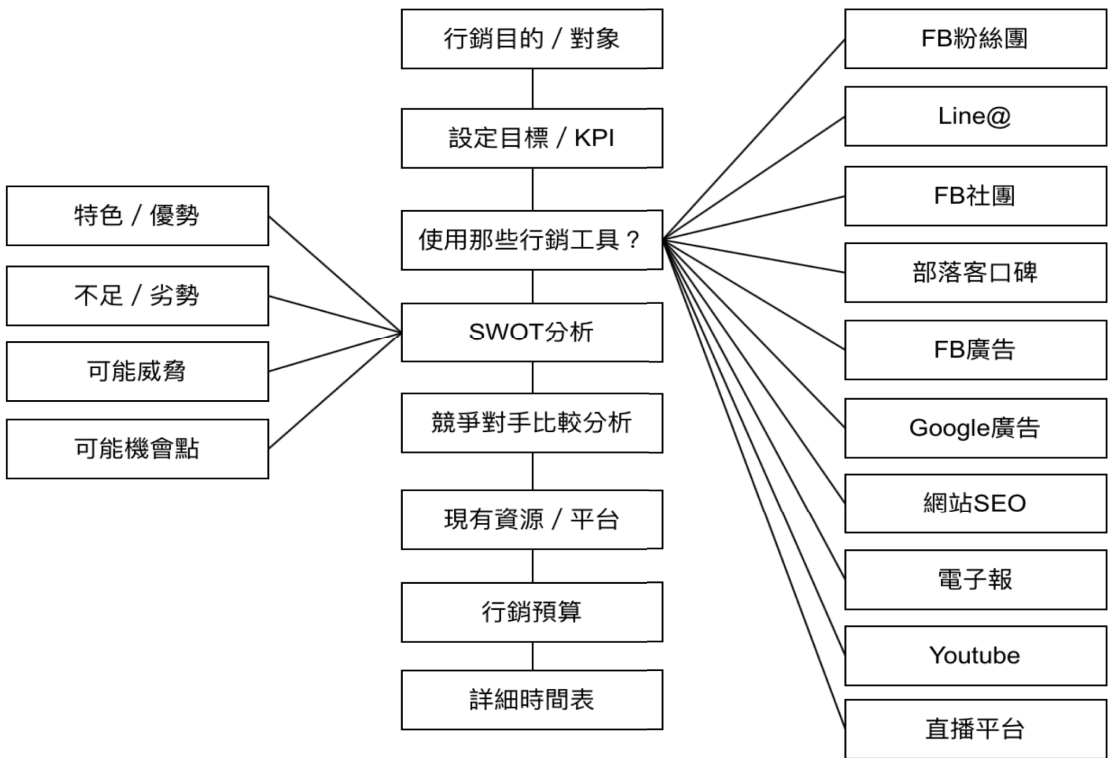 行銷目的 / 對象
設定目標 / KPI
使用那些行銷工具？
SWOT分析
競爭對手比較分析
現有資源 / 平台
行銷預算
詳細時間表
特色 / 優勢
不足 / 劣勢
可能威脅
可能機會點
FB粉絲團
Line@
FB社團
部落客口碑
FB廣告
Google廣告
網站SEO
電子報
Youtube
直播平台